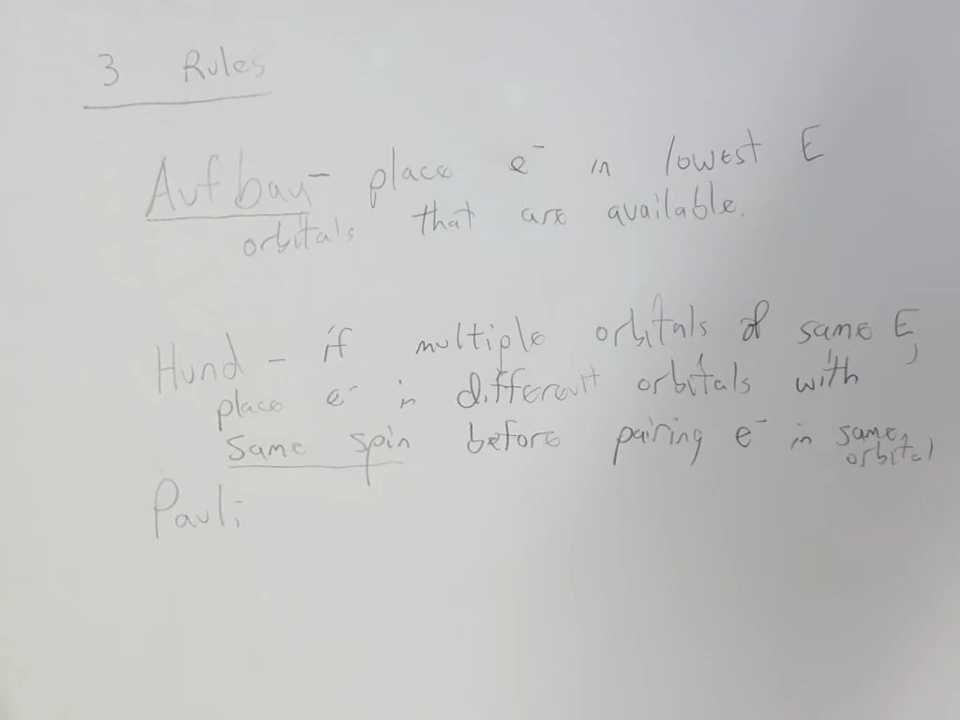 3 Rules
Aufbau - place e⁻ in lowest E
orbitals that are available.
Hund - if multiple orbitals of same E,
place e⁻ in different orbitals with
same spin before pairing e⁻ in same
orbital
Pauli